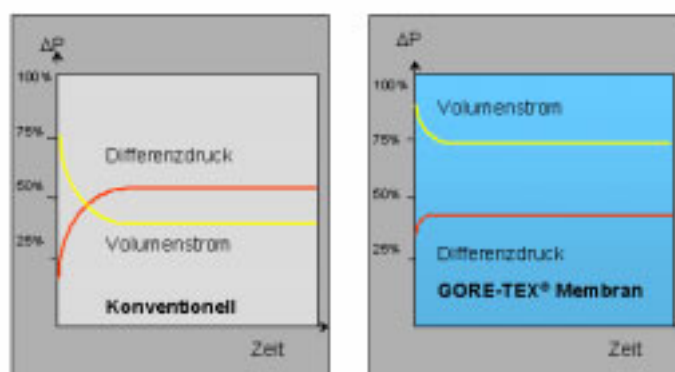 ΔP
100%
75%
Differenzdruck
50%
Volumenstrom
25%
Konventionell
Zeit
ΔP
100%
Volumenstrom
75%
50%
25%
Differenzdruck
GORE-TEX® Membran
Zeit